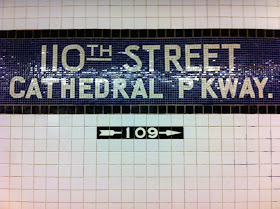 110TH STREET
CATHEDRAL P'KWAY.
109